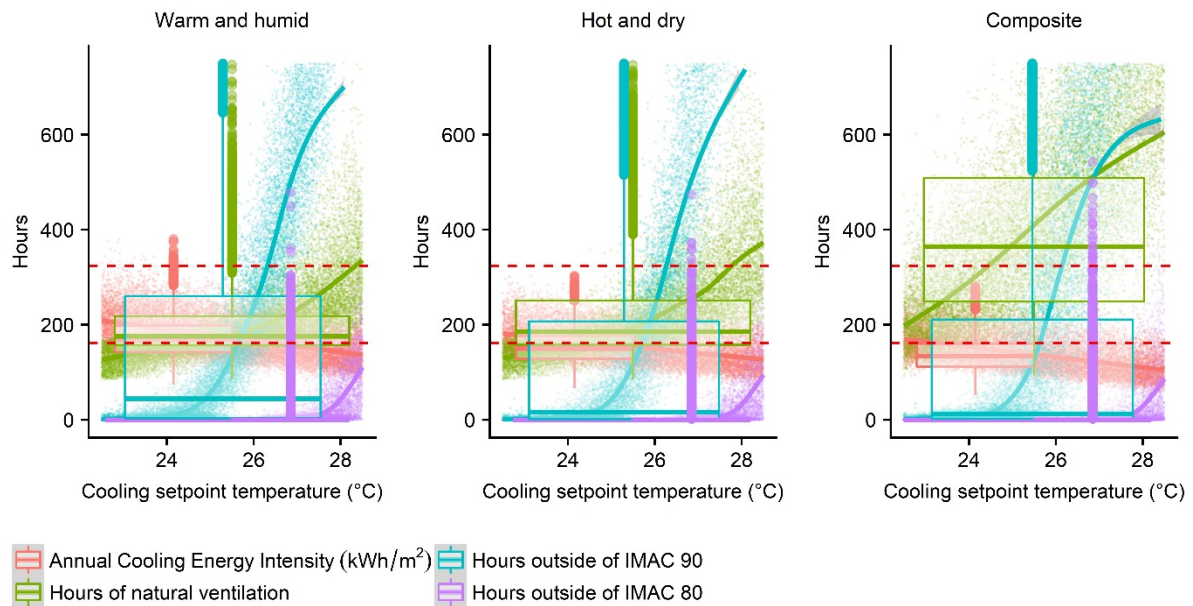 Warm and humid
Hot and dry
Composite
Hours
600
400
200
0
24
26
28
Cooling setpoint temperature (°C)
Hours
600
400
200
0
24
26
28
Cooling setpoint temperature (°C)
Hours
600
400
200
0
24
26
28
Cooling setpoint temperature (°C)
Annual Cooling Energy Intensity (kWh/m²)
Hours outside of IMAC 90
Hours of natural ventilation
Hours outside of IMAC 80